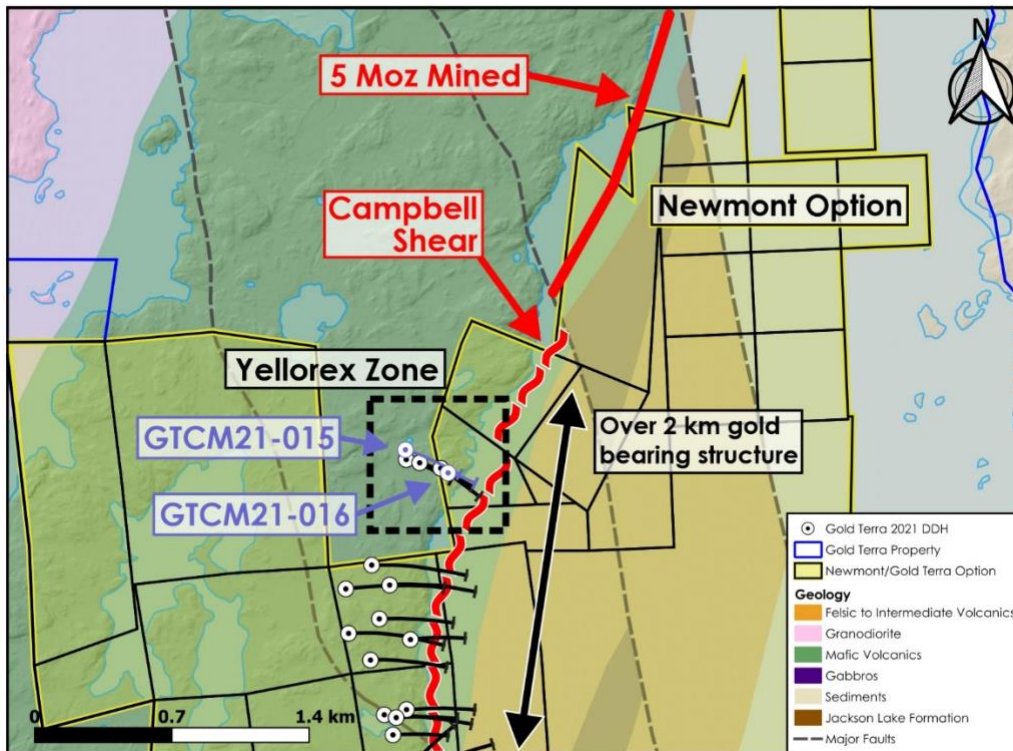 5 Moz Mined
N
Campbell
Shear
Newmont Option
Yellorex Zone
GTCM21-015
Over 2 km gold
bearing structure
GTCM21-016
Gold Terra 2021 DDH
Gold Terra Property
Newmont/Gold Terra Option
Geology
Felsic to Intermediate Volcanics
Granodiorite
Mafic Volcanics
Gabbros
Sediments
Jackson Lake Formation
Major Faults
0 0.7 1.4 km